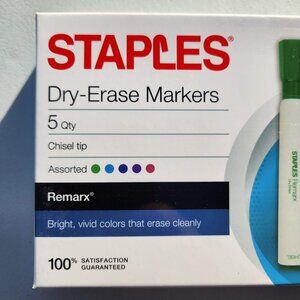 STAPLES
Dry-Erase Markers
5 Qty
Chisel tip
Assorted
Remarx®
Bright, vivid colors that erase cleanly
100% SATISFACTION
GUARANTEED
STAPLES
Remarx